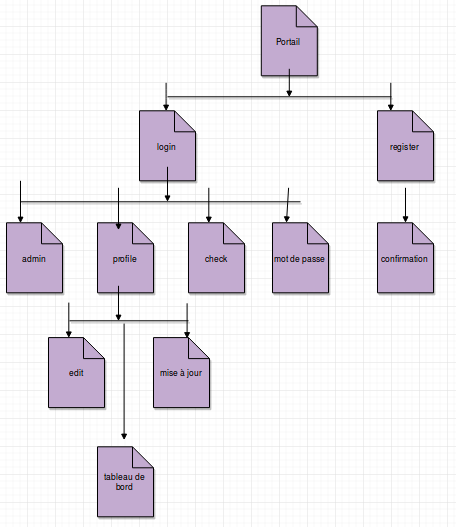 Portail
login
register
admin
profile
check
mot de passe
confirmation
edit
mise à jour
tableau de
bord